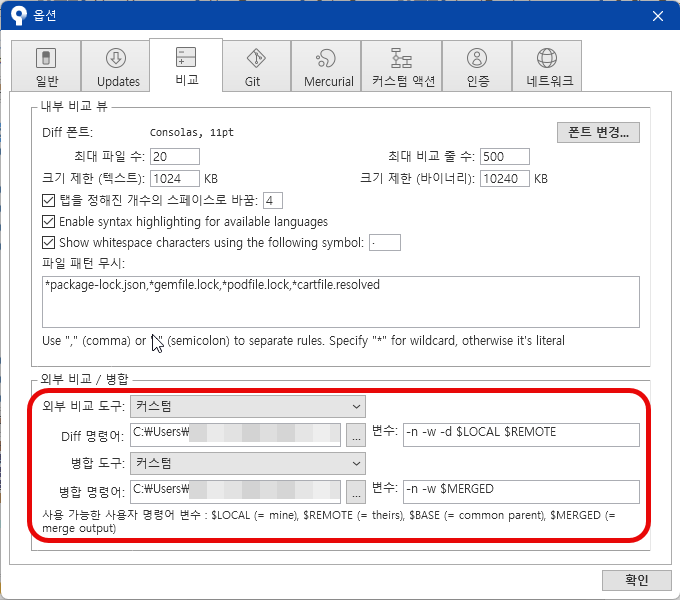 옵션
일반
Updates
비교
Git
Mercurial
커스텀 액션
인증
네트워크
내부 비교 뷰
Diff 폰트: Consolas, 11pt 폰트 변경...
최대 파일 수: 20 최대 비교 줄 수: 500
크기 제한 (텍스트): 1024 KB 크기 제한 (바이너리): 10240 KB
탭을 정해진 개수의 스페이스로 바꿈: 4
Enable syntax highlighting for available languages
Show whitespace characters using the following symbol: .
파일 패턴 무시:
*package-lock.json,*gemfile.lock,*podfile.lock,*cartfile.resolved
Use "," (comma) or (semicolon) to separate rules. Specify "*" for wildcard, otherwise it's literal
외부 비교 / 병합
외부 비교 도구: 커스텀
Diff 명령어: C:₩Users₩ ... 변수: -n -w -d $LOCAL $REMOTE
병합 도구: 커스텀
병합 명령어: C:₩Users₩ ... 변수: -n -w $MERGED
사용 가능한 사용자 명령어 변수 : $LOCAL (= mine), $REMOTE (= theirs), $BASE (= common parent), $MERGED (=
merge output)
확인